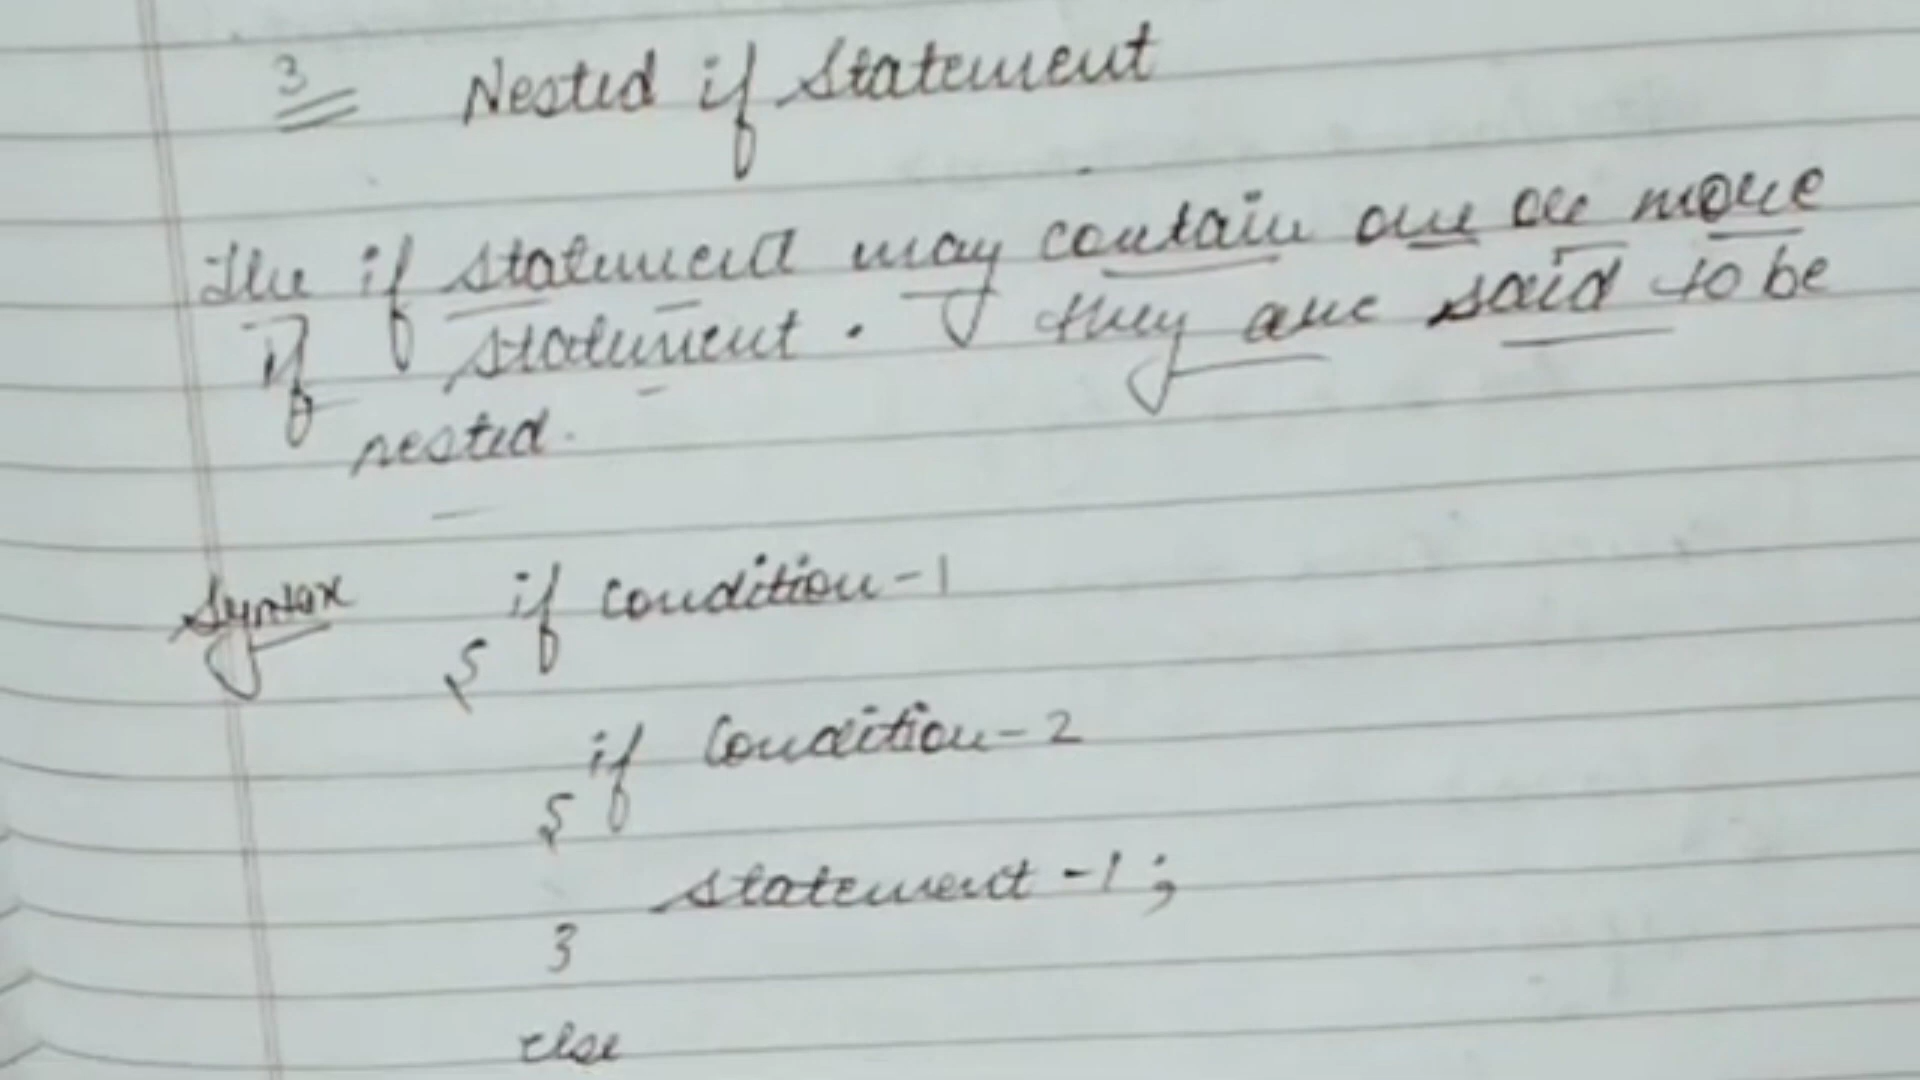 3 Nested if statement
The if statement may contain one or more
if statement. They are said to be
nested.
Syntax if condition-1
{
if condition-2
{
statement-1;
}
else